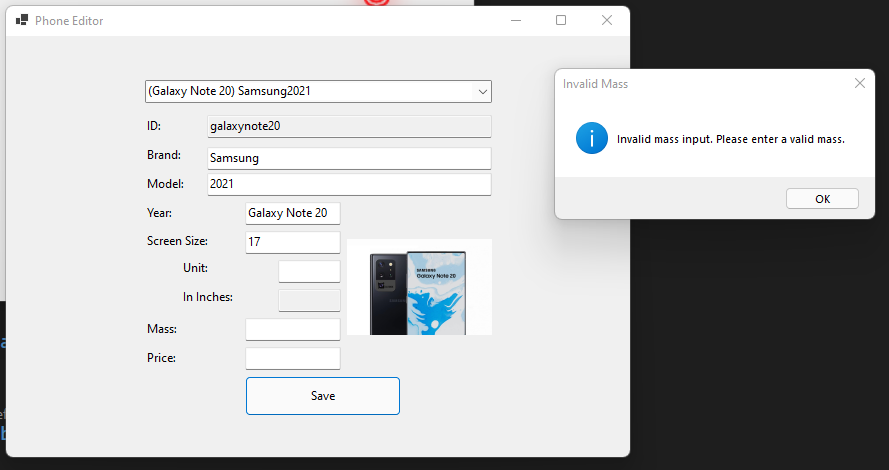 Phone Editor
(Galaxy Note 20) Samsung2021
ID: galaxynote20
Brand: Samsung
Model: 2021
Year: Galaxy Note 20
Screen Size: 17
Unit:
In Inches:
Mass:
Price:
Save
SAMSUNG
Galaxy Note 20
Invalid Mass
Invalid mass input. Please enter a valid mass.
OK